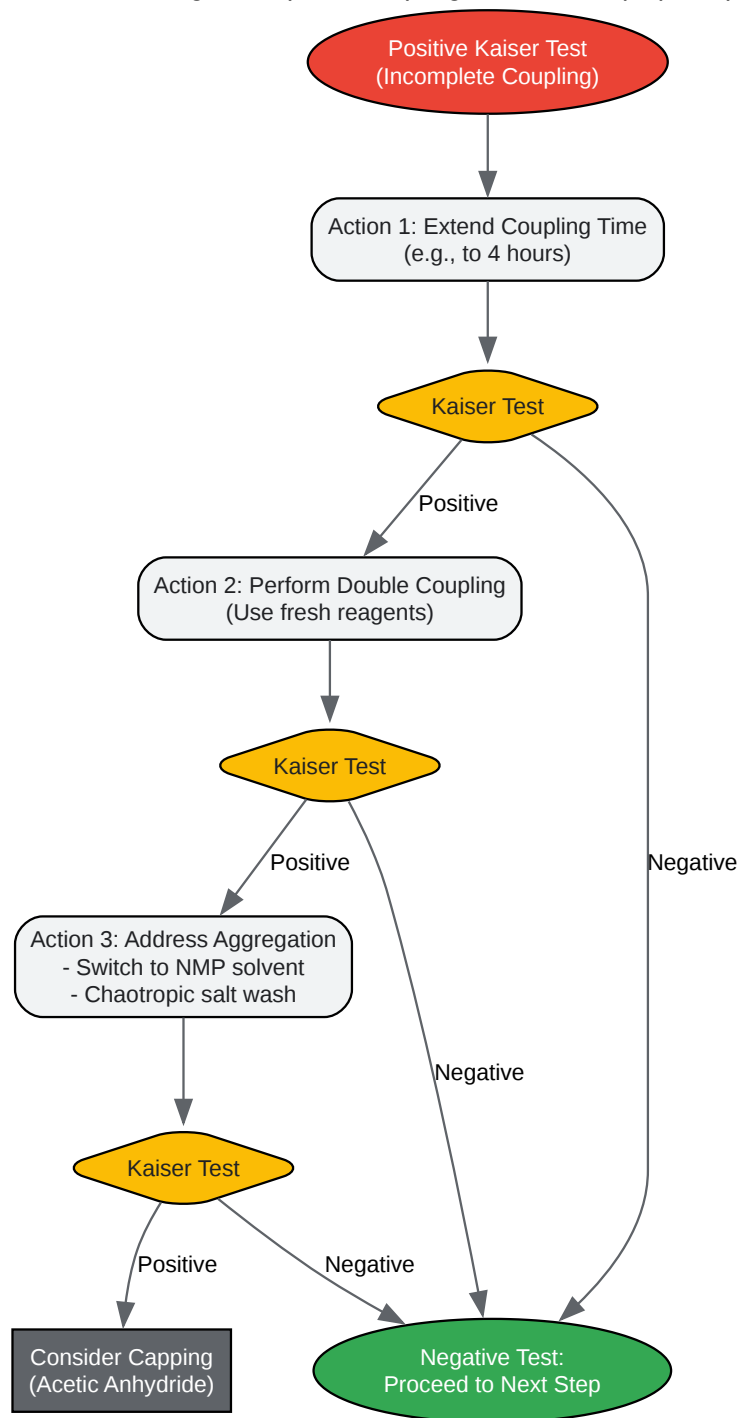 Positive Kaiser Test
(Incomplete Coupling)
Action 1: Extend Coupling Time
(e.g., to 4 hours)
Kaiser Test
Positive
Action 2: Perform Double Coupling
(Use fresh reagents)
Kaiser Test
Positive
Negative
Action 3: Address Aggregation
- Switch to NMP solvent
- Chaotropic salt wash
Negative
Kaiser Test
Positive
Negative
Consider Capping
(Acetic Anhydride)
Negative Test:
Proceed to Next Step